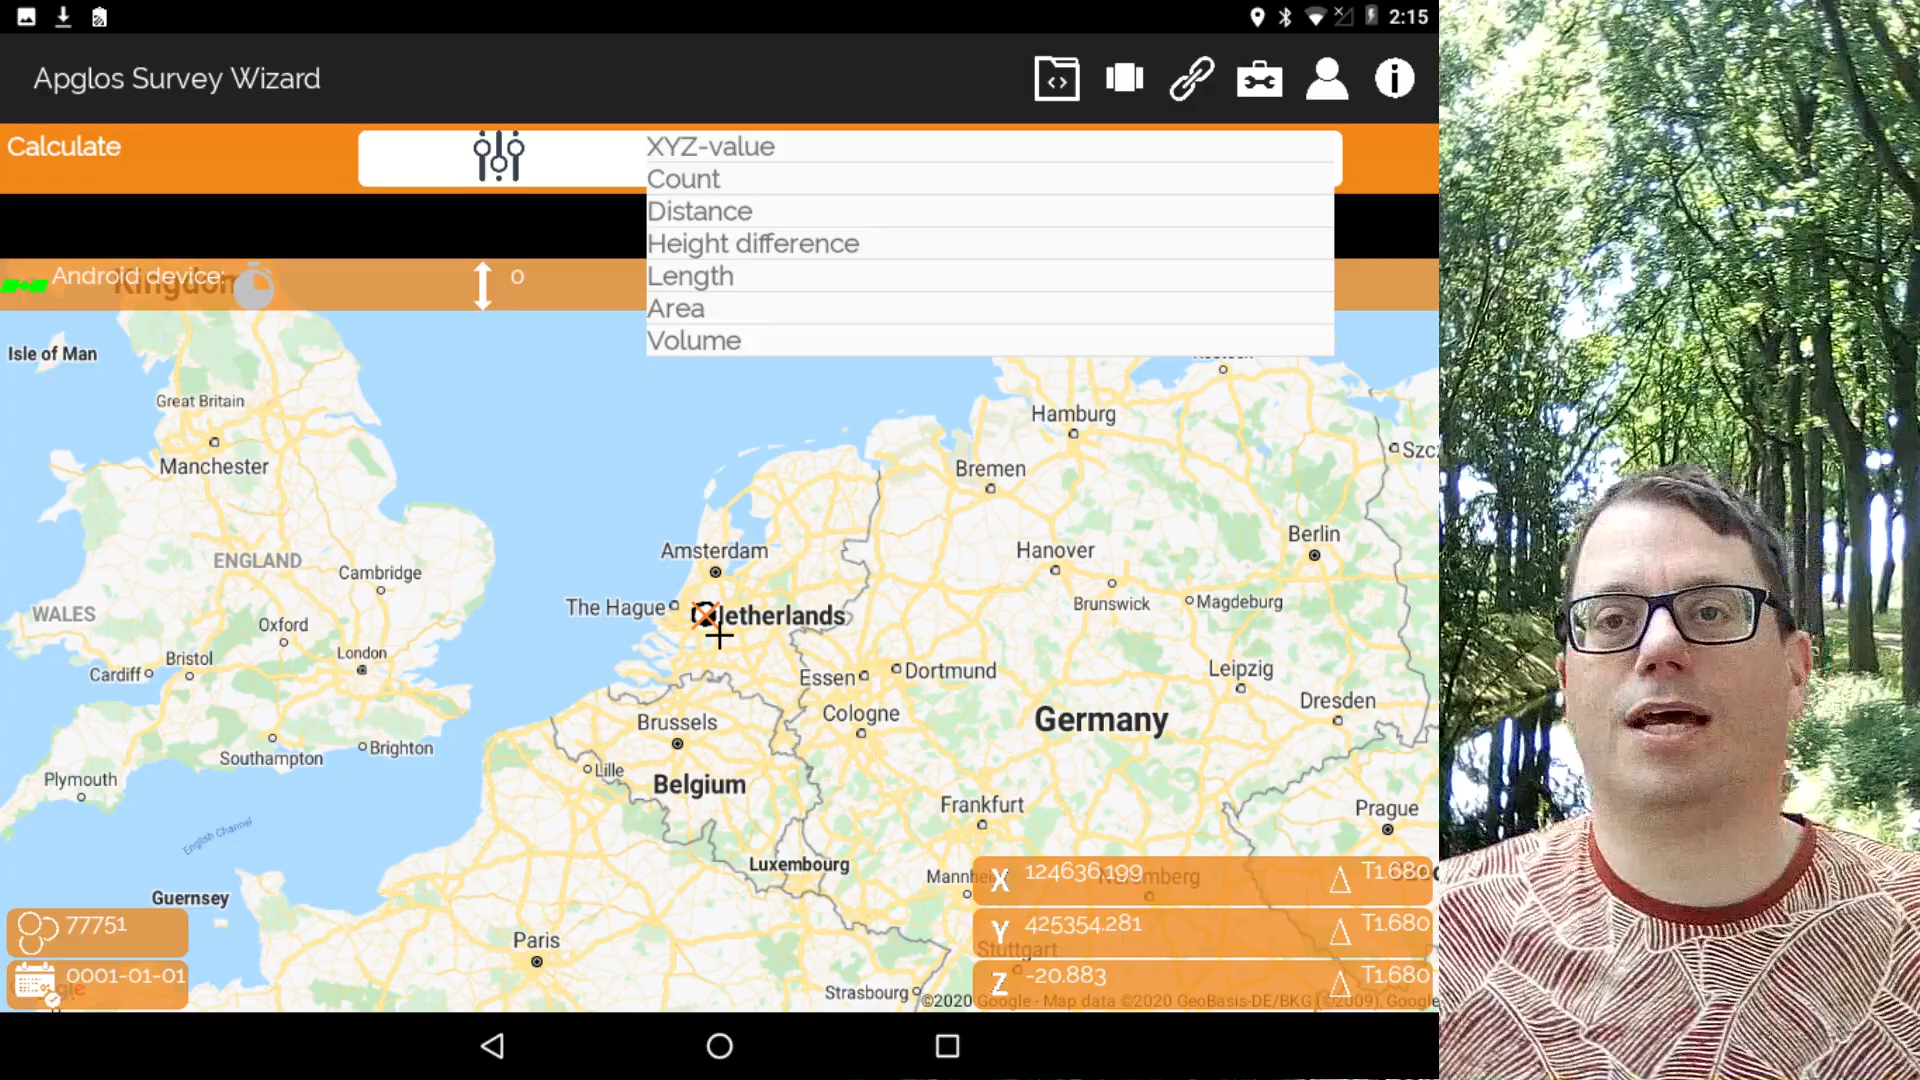 2:15
Apglos Survey Wizard
Calculate
XYZ-value
Count
Distance
Height difference
Length
Area
Volume
Android device:
Kingdom
0
Isle of Man
Great Britain
Manchester
ENGLAND
Cambridge
WALES
Oxford
Cardiff
Bristol
London
Southampton
Brighton
Plymouth
English Channel
Guernsey
Hamburg
Szcz
Bremen
Amsterdam
Hanover
Berlin
The Hague
Netherlands
Brunswick
Magdeburg
Essen
Dortmund
Leipzig
Cologne
Dresden
Brussels
Germany
Lille
Belgium
Frankfurt
Prague
Luxembourg
Paris
Strasbourg
Stuttgart
X 124636.199 T1.680
Y 425354.281 T1.680
Z -20.883 T1.680
77751
0001-01-01
©2020 Google - Map data ©2020 GeoBasis-DE/BKG (©2009), Google